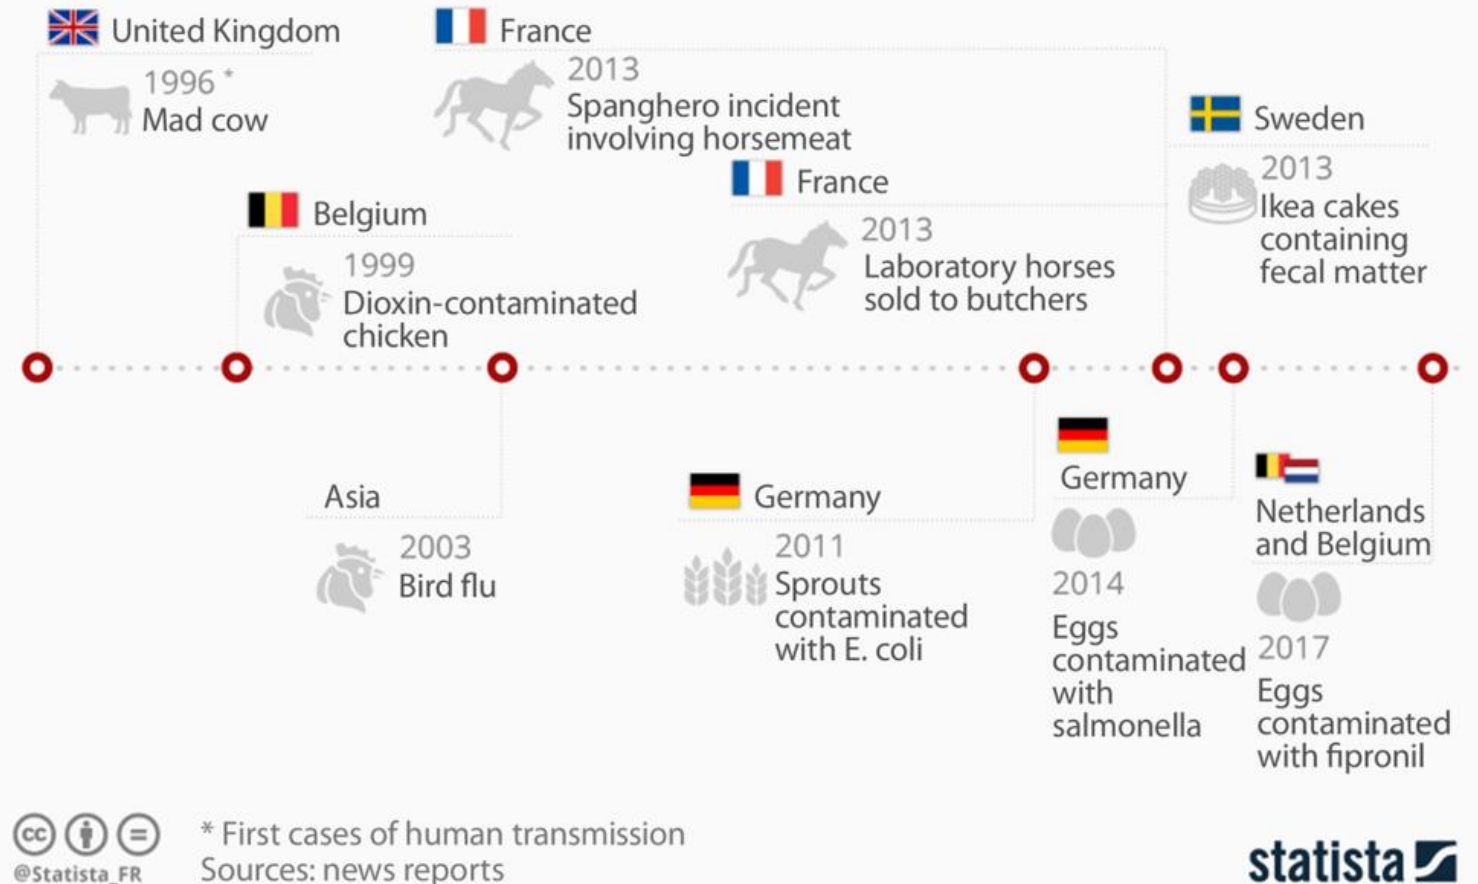 United Kingdom
1996 *
Mad cow
France
2013
Spanghero incident
involving horsemeat
Belgium
1999
Dioxin-contaminated
chicken
France
2013
Laboratory horses
sold to butchers
Sweden
2013
Ikea cakes
containing
fecal matter
Asia
2003
Bird flu
Germany
2011
Sprouts
contaminated
with E. coli
Germany
2014
Eggs
contaminated
with
salmonella
Netherlands
and Belgium
2017
Eggs
contaminated
with fipronil
cc
@Statista_FR
* First cases of human transmission
Sources: news reports
statista